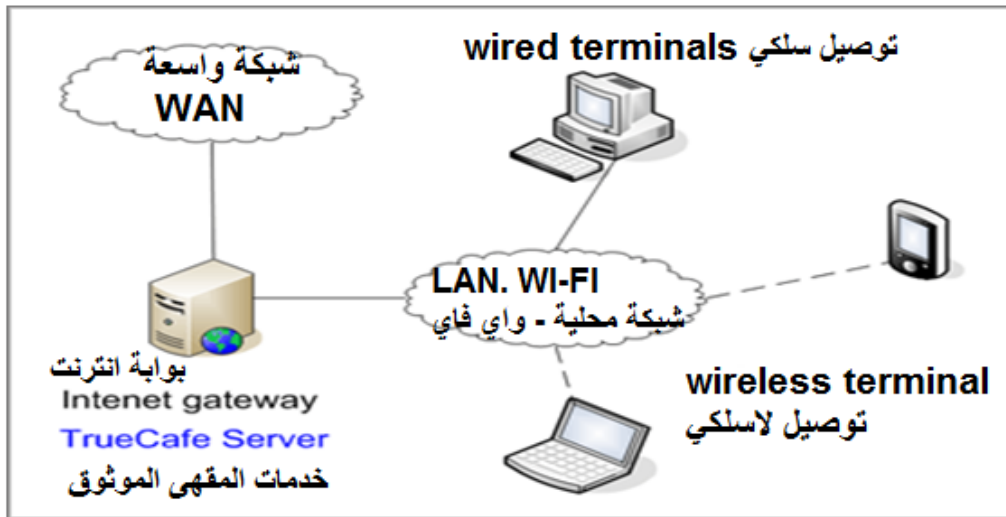 شبكة واسعة
WAN
wired terminals توصيل سلكي
LAN. WI-FI
شبكة محلية - واي فاي
بوابة انترنت
Intenet gateway
TrueCafe Server
خدمات المقهى الموثوق
wireless terminal
توصيل لاسلكي